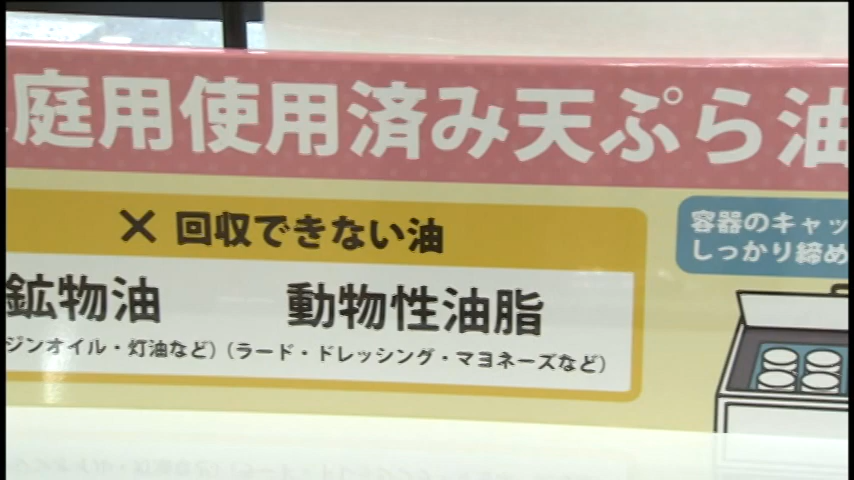 庭用使用済み天ぷら油
× 回収できない油
鉱物油 動物性油脂
ジンオイル・灯油など) (ラード・ドレッシング・マヨネーズなど)
容器のキャッ
しっかり締め